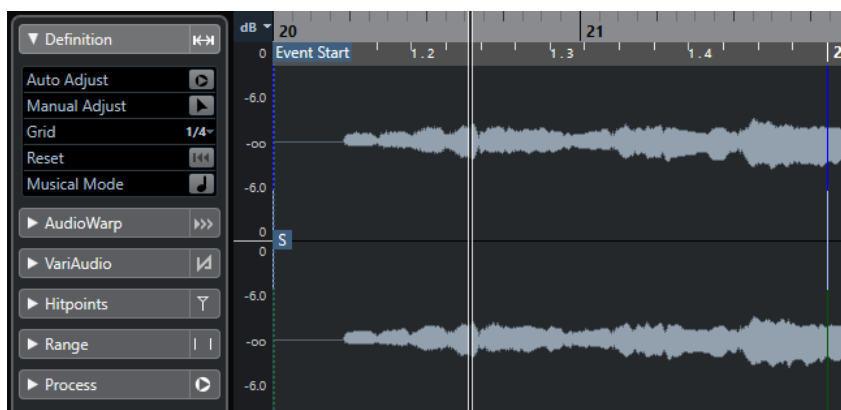 Definition
Auto Adjust
Manual Adjust
Grid 1/4
Reset
Musical Mode
AudioWarp
VariAudio
Hitpoints
Range
Process
dB 20 21
0 Event Start 1.2 1.3 1.4 2
-6.0
-oo
-6.0
0
S
0
-6.0
-oo
-6.0